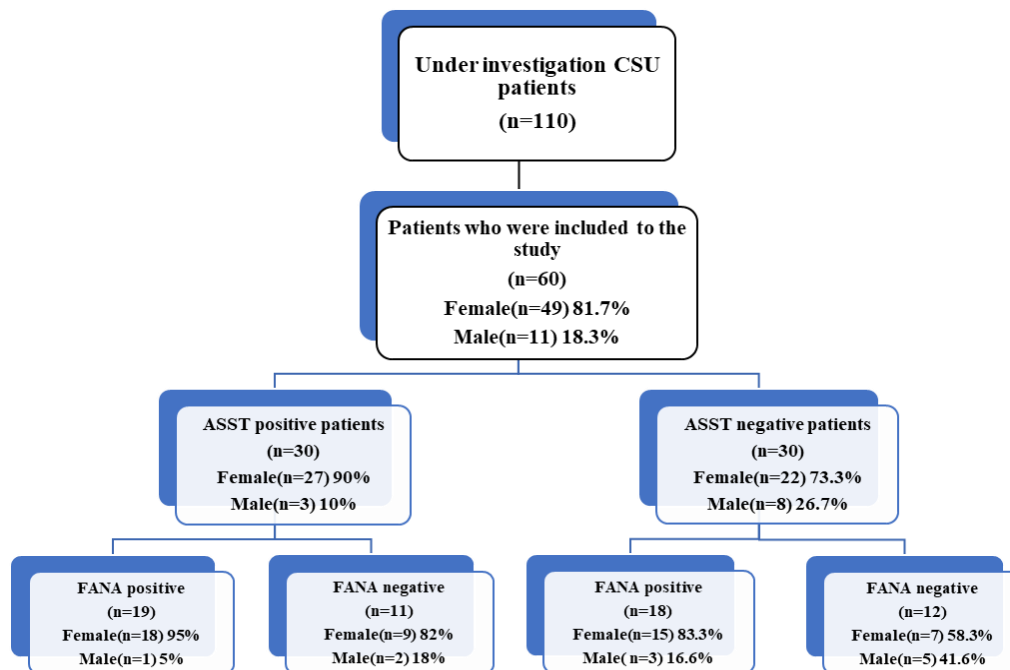 Under investigation CSU
patients
(n=110)
Patients who were included to the
study
(n=60)
Female(n=49) 81.7%
Male(n=11) 18.3%
ASST positive patients
(n=30)
Female(n=27) 90%
Male(n=3) 10%
ASST negative patients
(n=30)
Female(n=22) 73.3%
Male(n=8) 26.7%
FANA positive
(n=19)
Female(n=18) 95%
Male(n=1) 5%
FANA negative
(n=11)
Female(n=9) 82%
Male(n=2) 18%
FANA positive
(n=18)
Female(n=15) 83.3%
Male( n=3) 16.6%
FANA negative
(n=12)
Female(n=7) 58.3%
Male(n=5) 41.6%